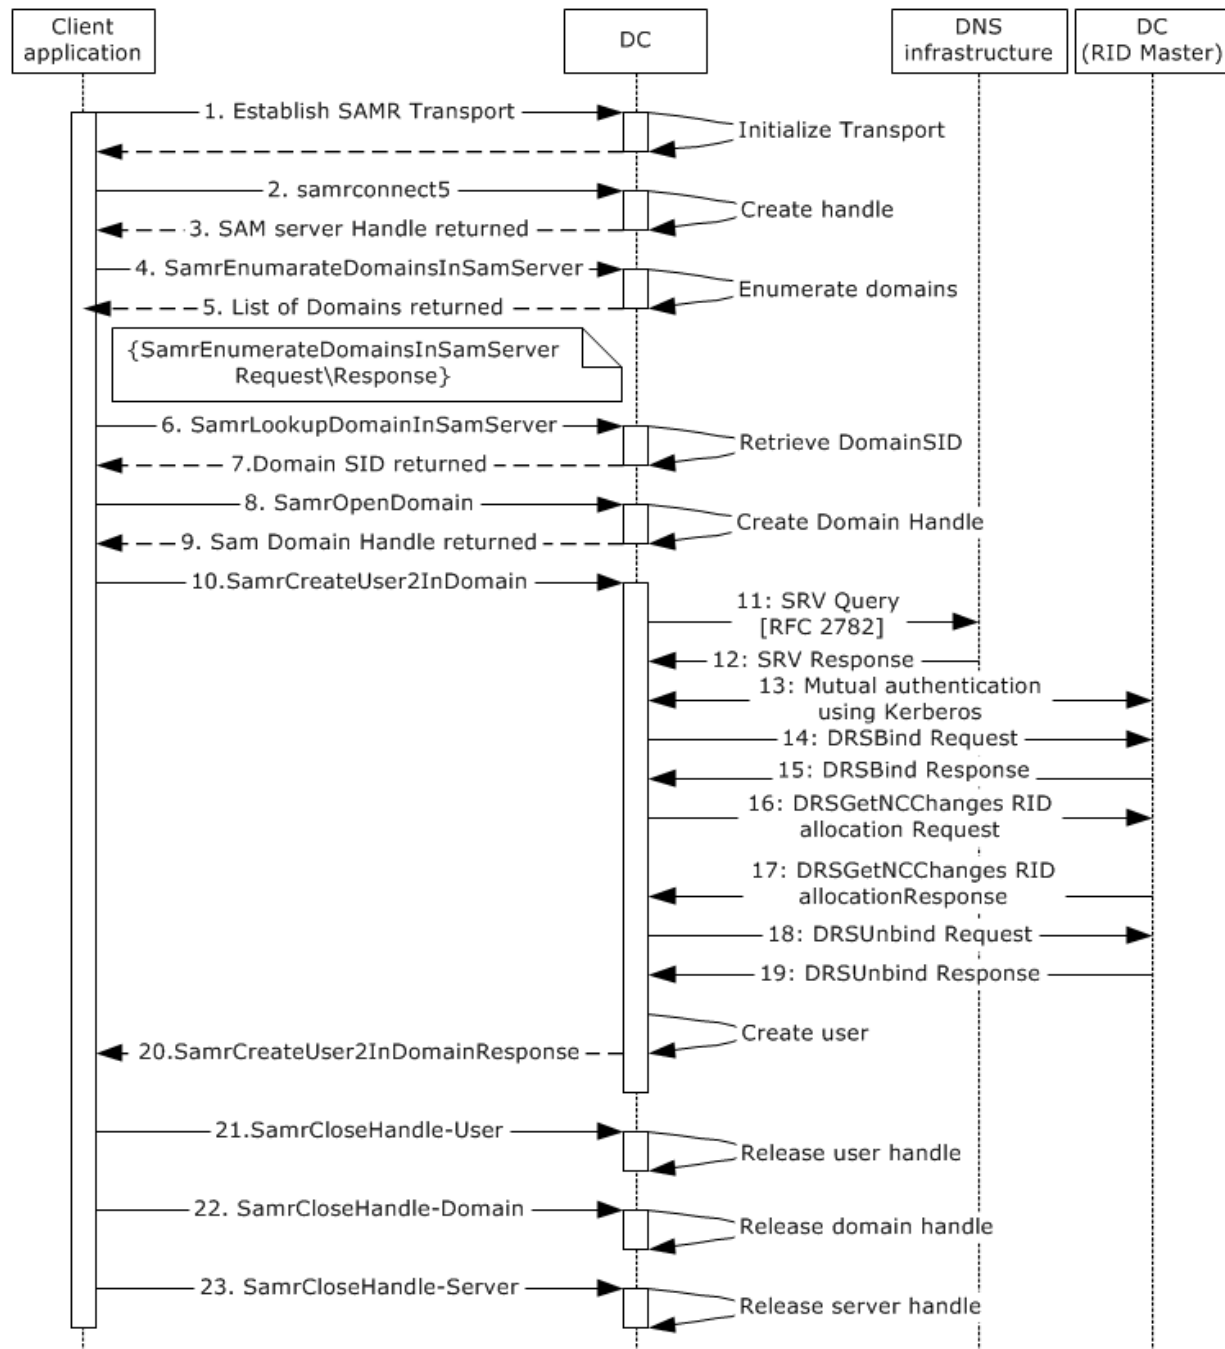 Client
application
DC
DNS
infrastructure
DC
(RID Master)
1. Establish SAMR Transport
Initialize Transport
2. samrconnect5
Create handle
3. SAM server Handle returned
4. SamrEnumarateDomainsInSamServer
Enumerate domains
5. List of Domains returned
{SamrEnumerateDomainsInSamServer
Request\Response}
6. SamrLookupDomainInSamServer
Retrieve DomainSID
7.Domain SID returned
8. SamrOpenDomain
Create Domain Handle
9. Sam Domain Handle returned
10.SamrCreateUser2InDomain
11: SRV Query
[RFC 2782]
12: SRV Response
13: Mutual authentication
using Kerberos
14: DRSBind Request
15: DRSBind Response
16: DRSGetNCChanges RID
allocation Request
17: DRSGetNCChanges RID
allocationResponse
18: DRSUnbind Request
19: DRSUnbind Response
Create user
20.SamrCreateUser2InDomainResponse
21.SamrCloseHandle-User
Release user handle
22. SamrCloseHandle-Domain
Release domain handle
23. SamrCloseHandle-Server
Release server handle